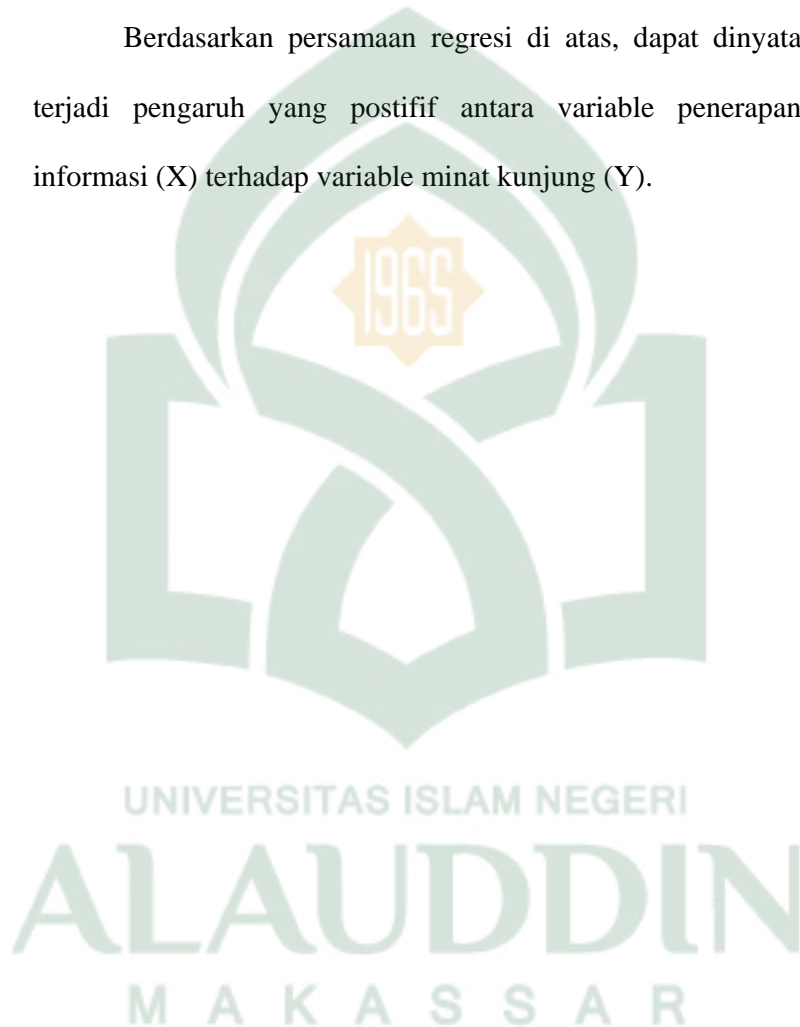 Berdasarkan persamaan regresi di atas, dapat dinyata
terjadi pengaruh yang postifif antara variable penerapan
informasi (X) terhadap variable minat kunjung (Y).
1965
UNIVERSITAS ISLAM NEGERI
ALAUDDIN
MAKASSAR